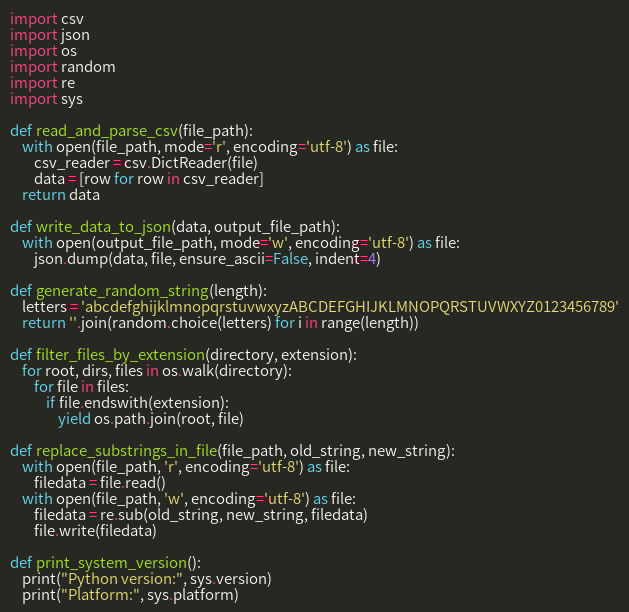 import csv
import json
import os
import random
import re
import sys

def read_and_parse_csv(file_path):
    with open(file_path, mode='r', encoding='utf-8') as file:
        csv_reader = csv.DictReader(file)
        data = [row for row in csv_reader]
    return data

def write_data_to_json(data, output_file_path):
    with open(output_file_path, mode='w', encoding='utf-8') as file:
        json.dump(data, file, ensure_ascii=False, indent=4)

def generate_random_string(length):
    letters = 'abcdefghijklmnopqrstuvwxyzABCDEFGHIJKLMNOPQRSTUVWXYZ0123456789'
    return ''.join(random.choice(letters) for i in range(length))

def filter_files_by_extension(directory, extension):
    for root, dirs, files in os.walk(directory):
        for file in files:
            if file.endswith(extension):
                yield os.path.join(root, file)

def replace_substrings_in_file(file_path, old_string, new_string):
    with open(file_path, 'r', encoding='utf-8') as file:
        filedata = file.read()
    with open(file_path, 'w', encoding='utf-8') as file:
        filedata = re.sub(old_string, new_string, filedata)
        file.write(filedata)

def print_system_version():
    print("Python version:", sys.version)
    print("Platform:", sys.platform)